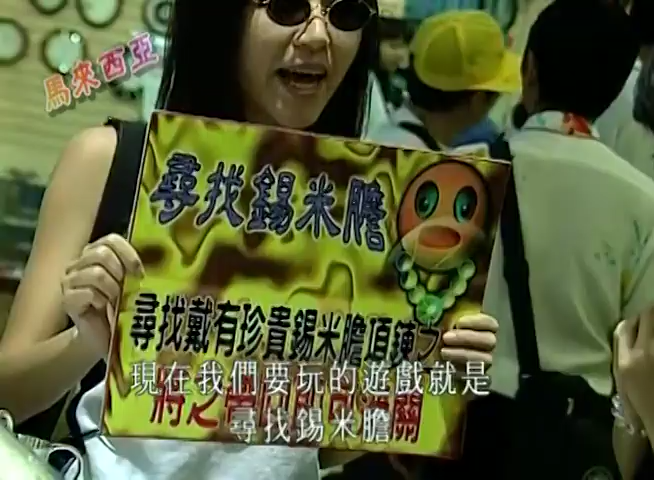 馬來西亞
尋找錫米膽
尋找戴有珍貴錫米膽項鍊之
現在我們要玩的遊戲就是
尋找錫米膽